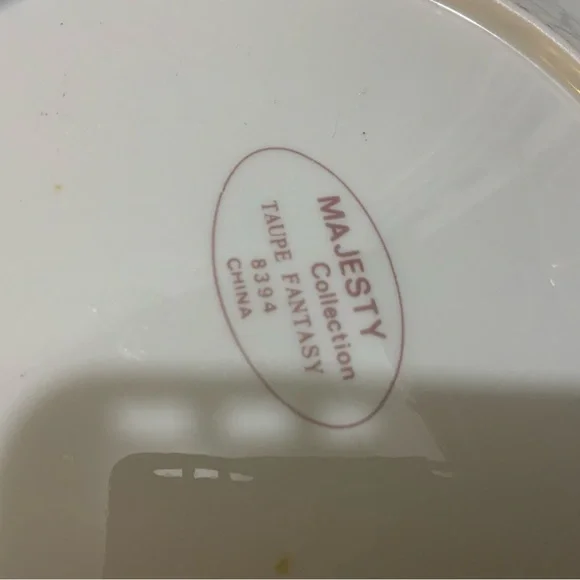 MAJESTY
Collection
TAUPE FANTASY
8394
CHINA